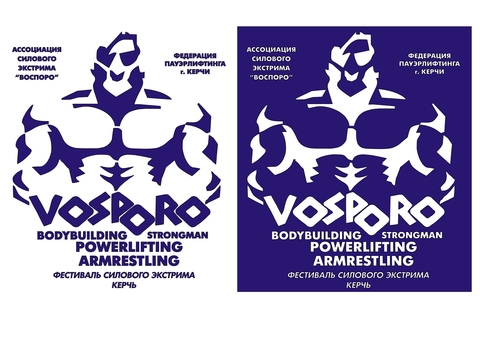 АССОЦИАЦИЯ
СИЛОВОГО
ЭКСТРИМА
"ВОСПОРО"
ФЕДЕРАЦИЯ
ПАУЭРЛИФТИНГА
г. КЕРЧИ
VOSPORO
BODYBUILDING STRONGMAN
POWERLIFTING
ARMRESTLING
ФЕСТИВАЛЬ СИЛОВОГО ЭКСТРИМА
КЕРЧЬ
АССОЦИАЦИЯ
СИЛОВОГО
ЭКСТРИМА
"ВОСПОРО"
ФЕДЕРАЦИЯ
ПАУЭРЛИФТИНГА
г. КЕРЧИ
VOSPORO
BODYBUILDING STRONGMAN
POWERLIFTING
ARMRESTLING
ФЕСТИВАЛЬ СИЛОВОГО ЭКСТРИМА
КЕРЧЬ